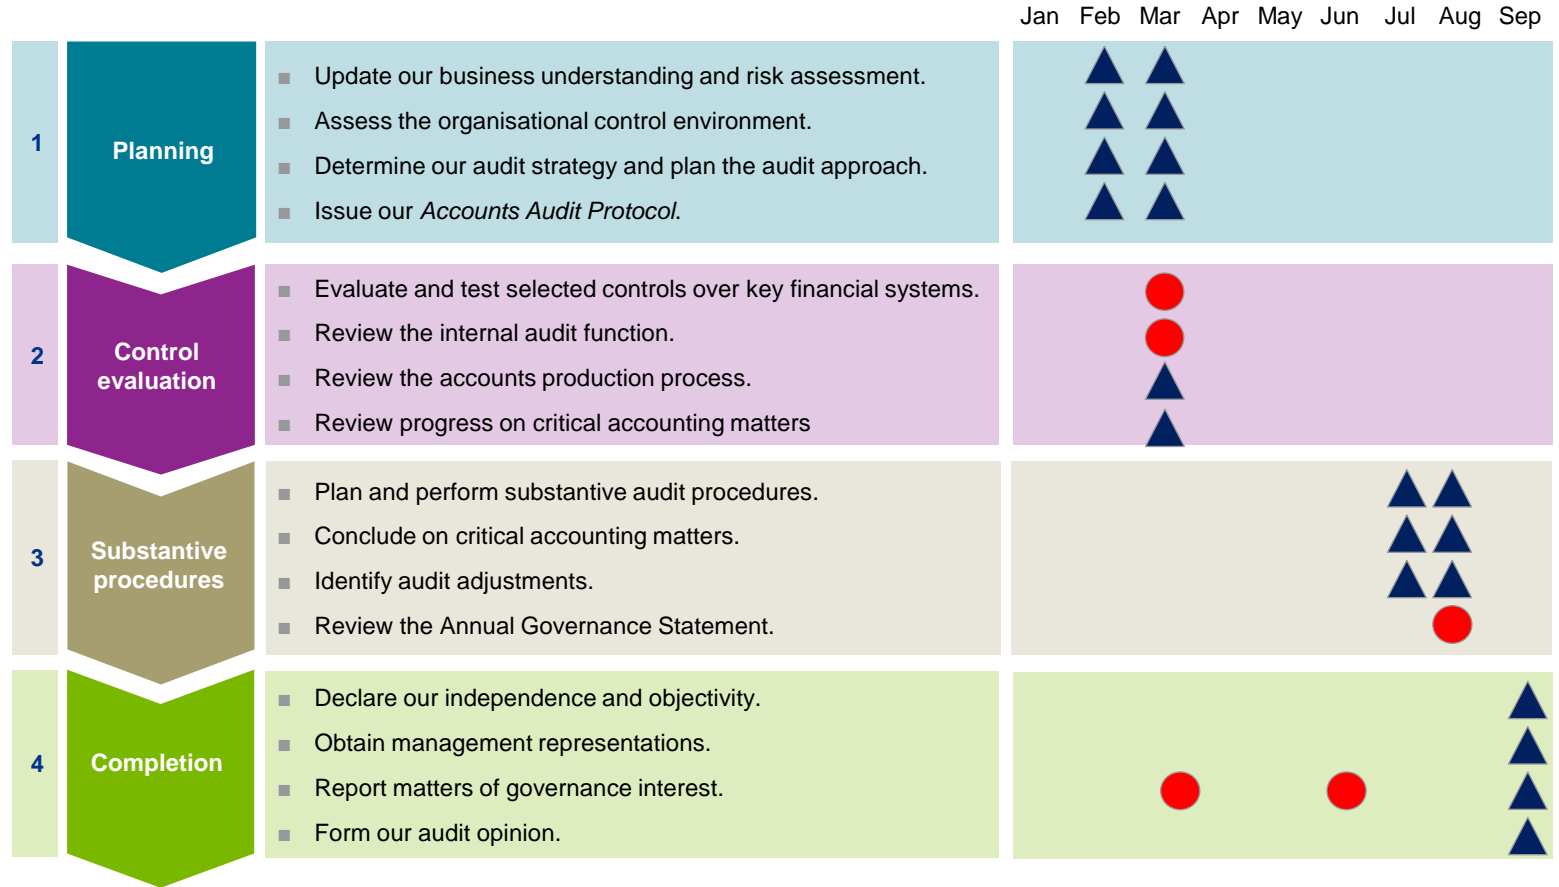 Jan Feb Mar Apr May Jun Jul Aug Sep
1
Planning
Update our business understanding and risk assessment.
Assess the organisational control environment.
Determine our audit strategy and plan the audit approach.
Issue our Accounts Audit Protocol.
2
Control
evaluation
Evaluate and test selected controls over key financial systems.
Review the internal audit function.
Review the accounts production process.
Review progress on critical accounting matters
3
Substantive
procedures
Plan and perform substantive audit procedures.
Conclude on critical accounting matters.
Identify audit adjustments.
Review the Annual Governance Statement.
4
Completion
Declare our independence and objectivity.
Obtain management representations.
Report matters of governance interest.
Form our audit opinion.